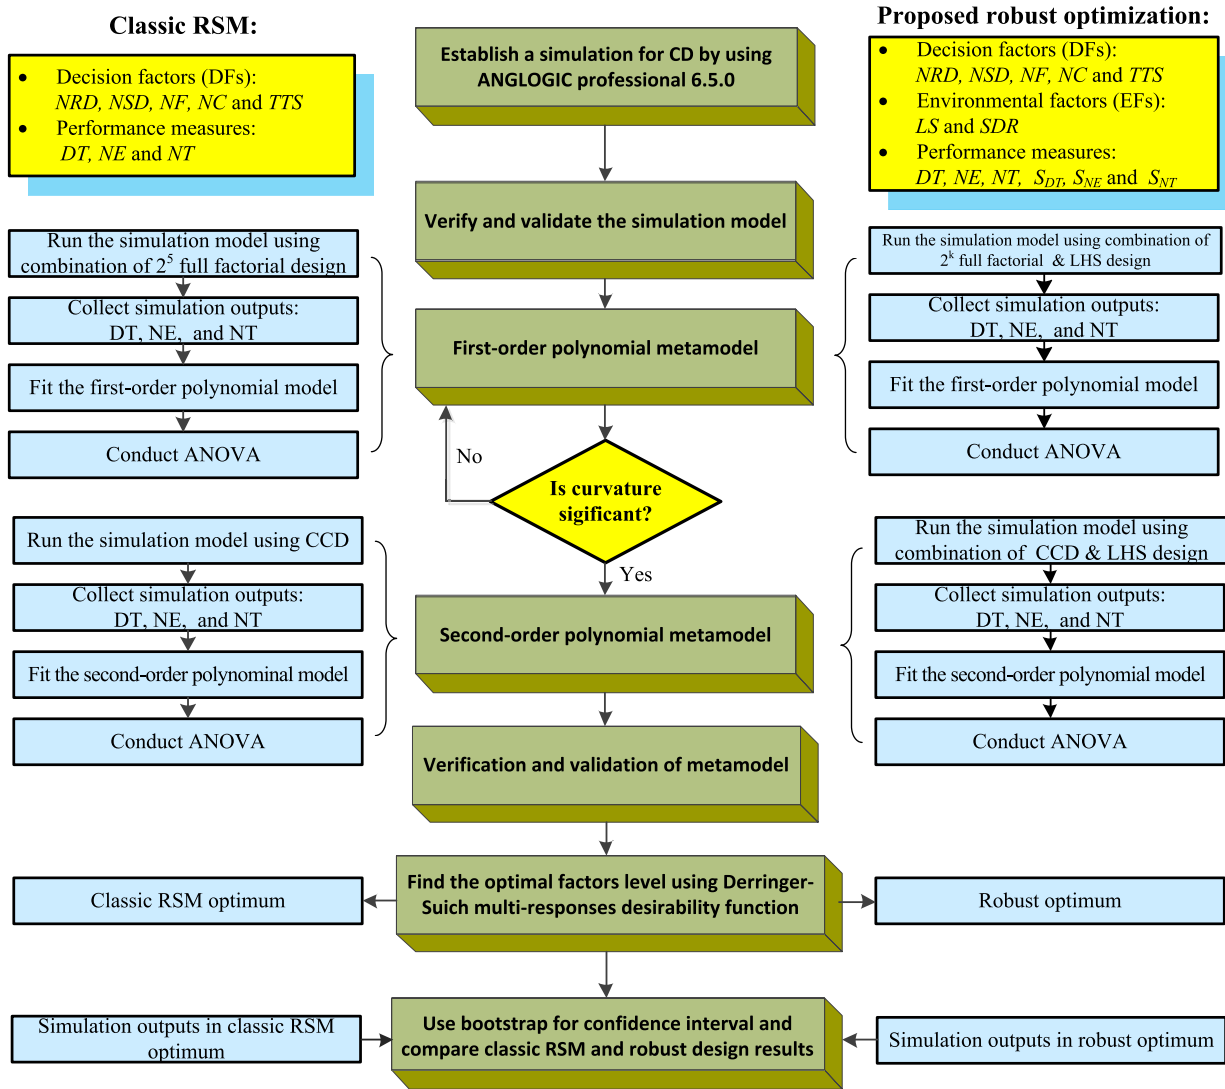 Classic RSM:
• Decision factors (DFs):
NRD, NSD, NF, NC and TTS
• Performance measures:
DT, NE and NT
Establish a simulation for CD by using
ANGLOGIC professional 6.5.0
Proposed robust optimization:
• Decision factors (DFs):
NRD, NSD, NF, NC and TTS
• Environmental factors (EFs):
LS and SDR
• Performance measures:
DT, NE, NT, S_DT, S_NE and S_NT
Verify and validate the simulation model
Run the simulation model using
combination of 2^5 full factorial design
Collect simulation outputs:
DT, NE, and NT
Fit the first-order polynomial model
Conduct ANOVA
First-order polynomial metamodel
Run the simulation model using combination of
2^k full factorial & LHS design
Collect simulation outputs:
DT, NE, and NT
Fit the first-order polynomial model
Conduct ANOVA
No
Is curvature
sigificant?
Yes
Run the simulation model using CCD
Collect simulation outputs:
DT, NE, and NT
Fit the second-order polynominal model
Conduct ANOVA
Second-order polynomial metamodel
Run the simulation model using
combination of CCD & LHS design
Collect simulation outputs:
DT, NE, and NT
Fit the second-order polynomial model
Conduct ANOVA
Verification and validation of metamodel
Classic RSM optimum
Find the optimal factors level using Derringer-
Suich multi-responses desirability function
Robust optimum
Simulation outputs in classic RSM
optimum
Use bootstrap for confidence interval and
compare classic RSM and robust design results
Simulation outputs in robust optimum